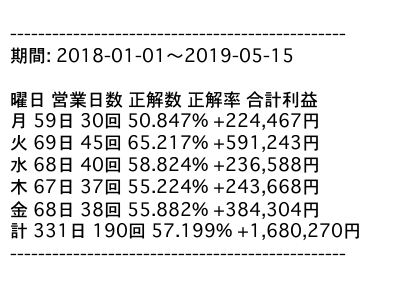 ------------------------------------------------
期間: 2018-01-01〜2019-05-15
曜日 営業日数 正解数 正解率 合計利益
月 59日 30回 50.847% +224,467円
火 69日 45回 65.217% +591,243円
水 68日 40回 58.824% +236,588円
木 67日 37回 55.224% +243,668円
金 68日 38回 55.882% +384,304円
計 331日 190回 57.199% +1,680,270円
------------------------------------------------